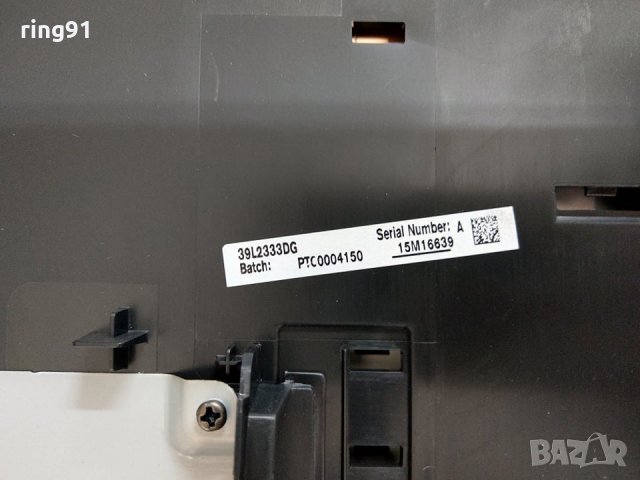 ring91
39L2333DG
Batch: PTC0004150
Serial Number: A
15M16639
BAZAR